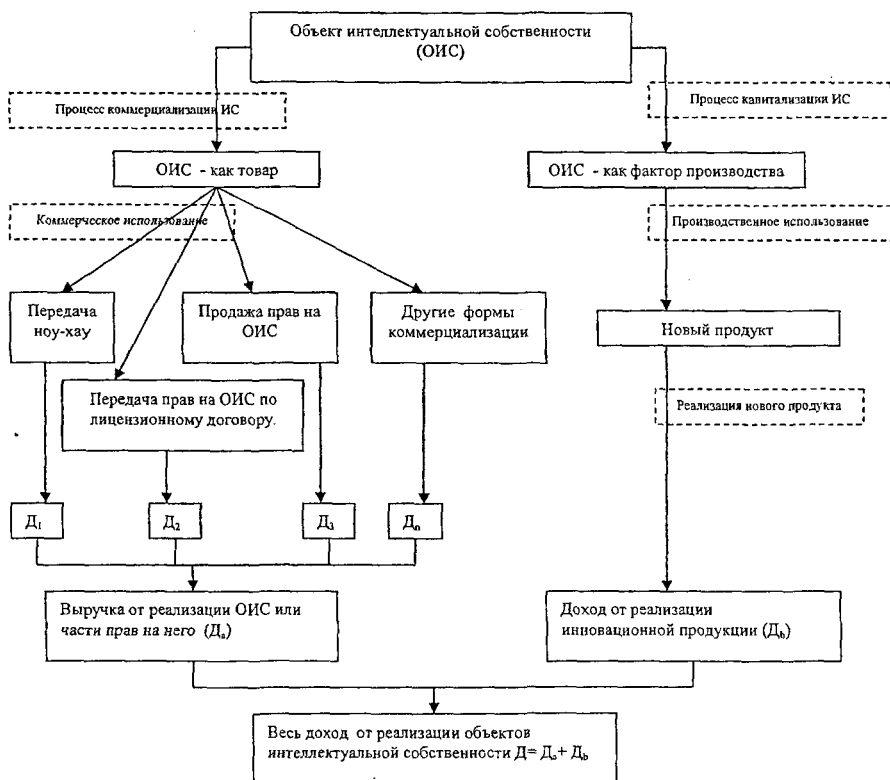 Объект интеллектуальной собственности
(ОИС)
Процесс коммерциализации ИС
Процесс капитализации ИС
ОИС - как товар
ОИС - как фактор производства
Коммерческое использование
Производственное использование
Передача
ноу-хау
Продажа прав на
ОИС
Другие формы
коммерциализации
Новый продукт
Передача прав на ОИС по
лицензионному договору.
Реализация нового продукта
Д₁
Д₂
Д₃
Дₙ
Выручка от реализации ОИС или
части прав на него (Дₐ)
Доход от реализации
инновационной продукции (Д_b)
Весь доход от реализации объектов
интеллектуальной собственности Д= Дₐ+ Д_b